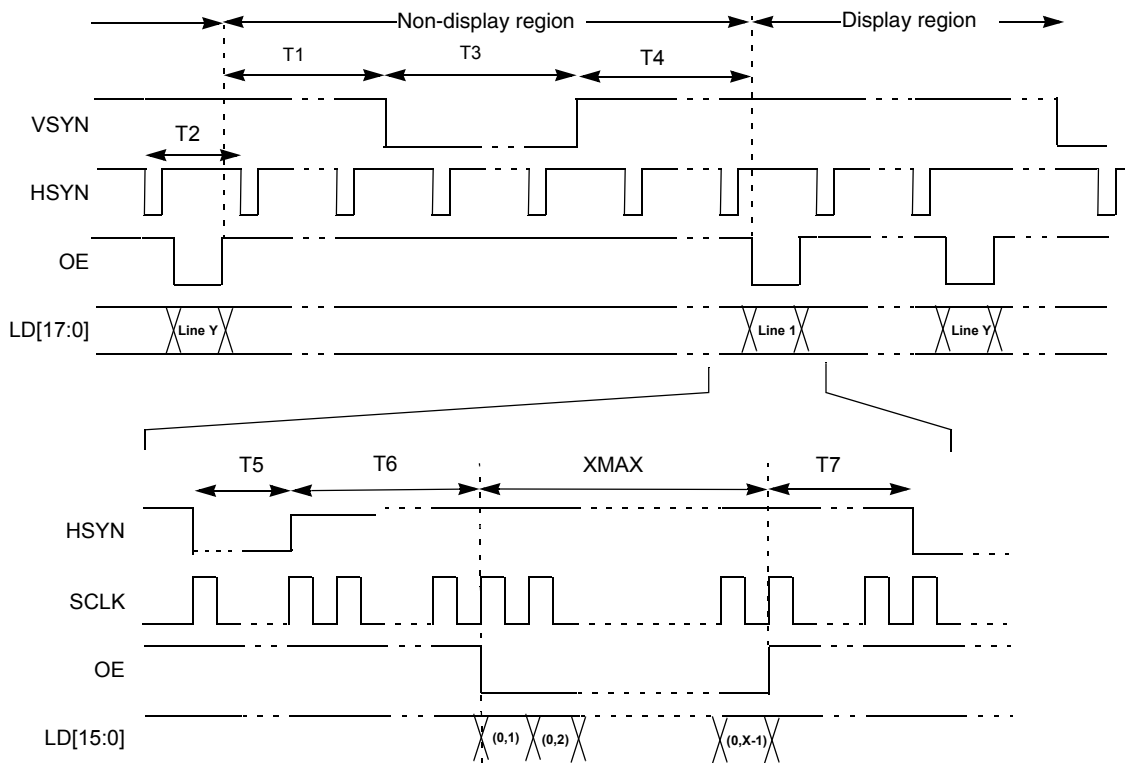 Non-display region
Display region
T1
T3
T4
VSYN
T2
HSYN
OE
LD[17:0]
Line Y
Line 1
Line Y
T5
T6
XMAX
T7
HSYN
SCLK
OE
LD[15:0]
(0,1)
(0,2)
(0,X-1)